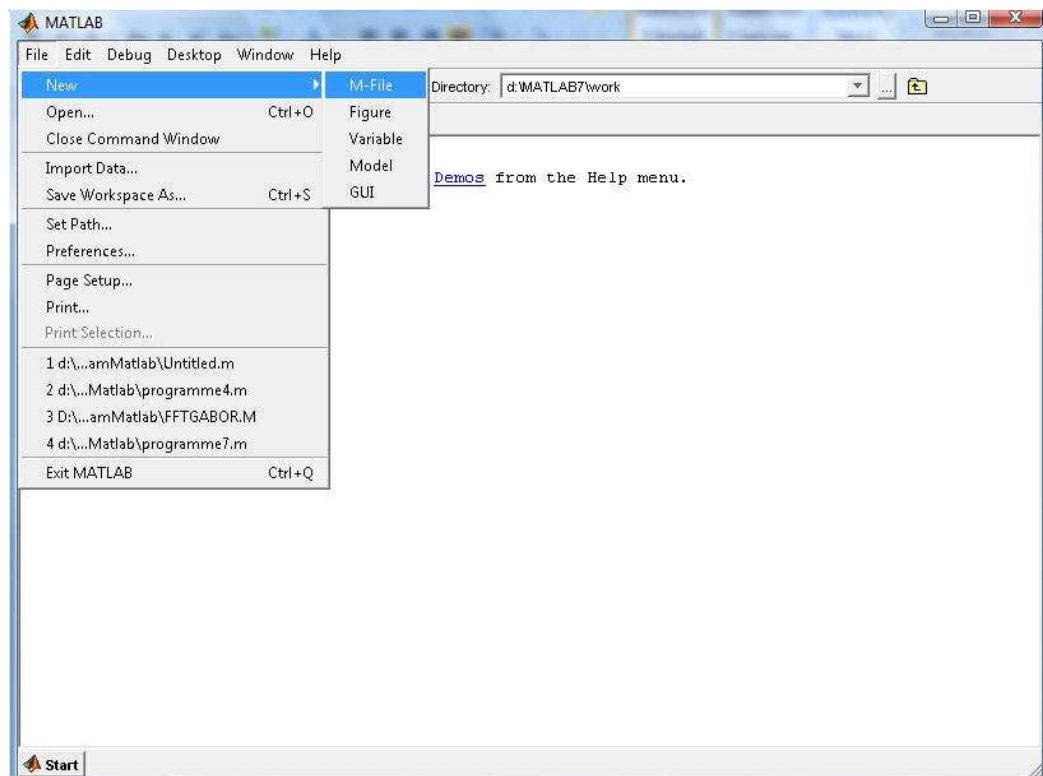 MATLAB
File Edit Debug Desktop Window Help
New M-File Directory: d:\MATLAB7\work ...
Open... Ctrl+O Figure
Close Command Window Variable
Import Data... Model
Demos from the Help menu.
Save Workspace As... Ctrl+S GUI
Set Path...
Preferences...
Page Setup...
Print...
Print Selection...
1 d:\...amMatlab\Untitled.m
2 d:\...Matlab\programme4.m
3 D:\...amMatlab\FFTGABOR.M
4 d:\...Matlab\programme7.m
Exit MATLAB Ctrl+Q
Start